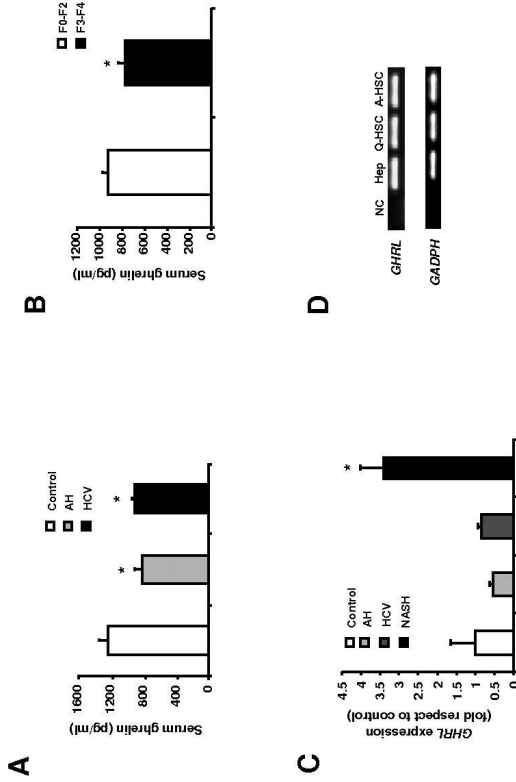 A
Serum ghrelin (pg/ml)
1600
1200
800
400
0
Control
AH
HCV
*
*
B
Serum ghrelin (pg/ml)
1200
1000
800
600
400
200
0
F0-F2
F3-F4
*
C
GHRL expression
(fold respect to control)
4.5
4
3.5
3
2.5
2
1.5
1
0.5
0
Control
AH
HCV
NASH
*
D
NC Hep Q-HSC A-HSC
GHRL
GADPH